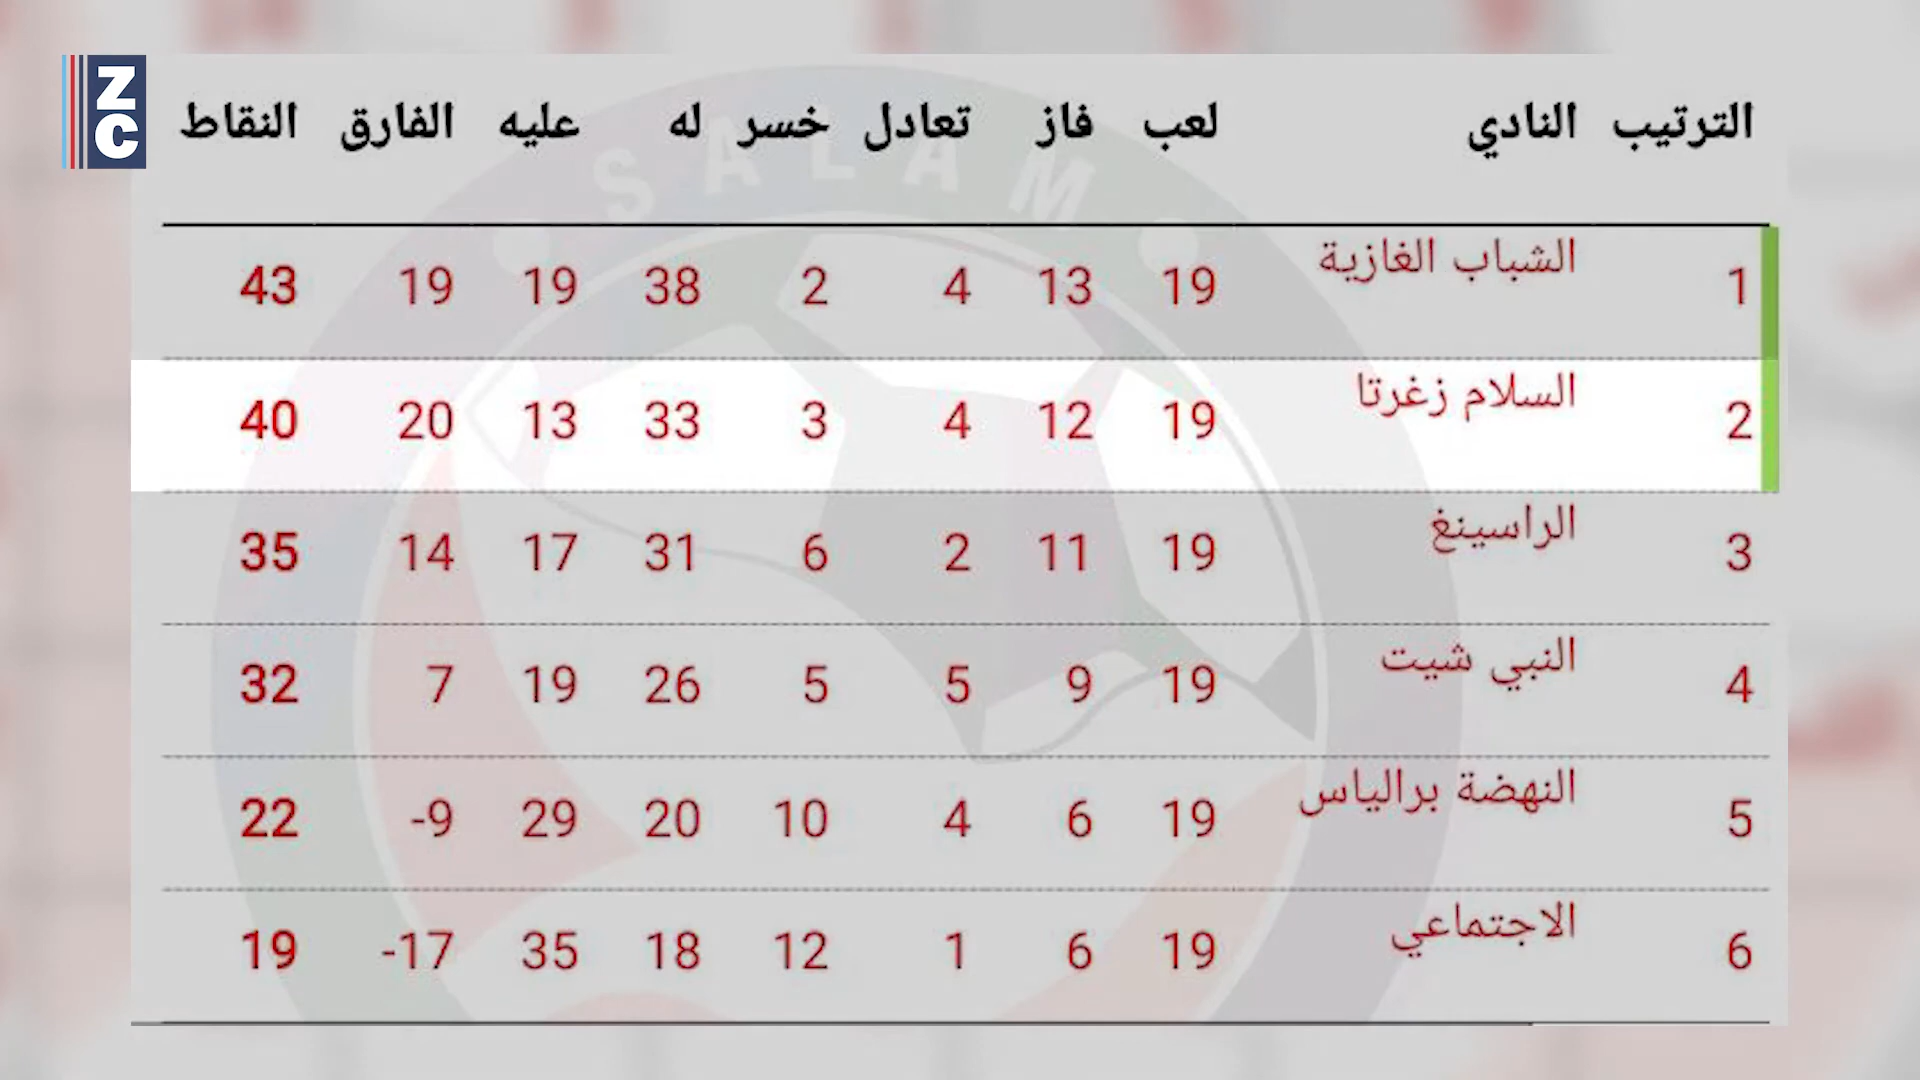 ZC
SALAM
الترتيب النادي لعب فاز تعادل خسر له عليه الفارق النقاط
1 الشباب الغازية 19 13 4 2 38 19 19 43
2 السلام زغرتا 19 12 4 3 33 13 20 40
3 الراسينغ 19 11 2 6 31 17 14 35
4 النبي شيت 19 9 5 5 26 19 7 32
5 النهضة برالياس 19 6 4 10 20 29 -9 22
6 الاجتماعي 19 6 1 12 18 35 -17 19